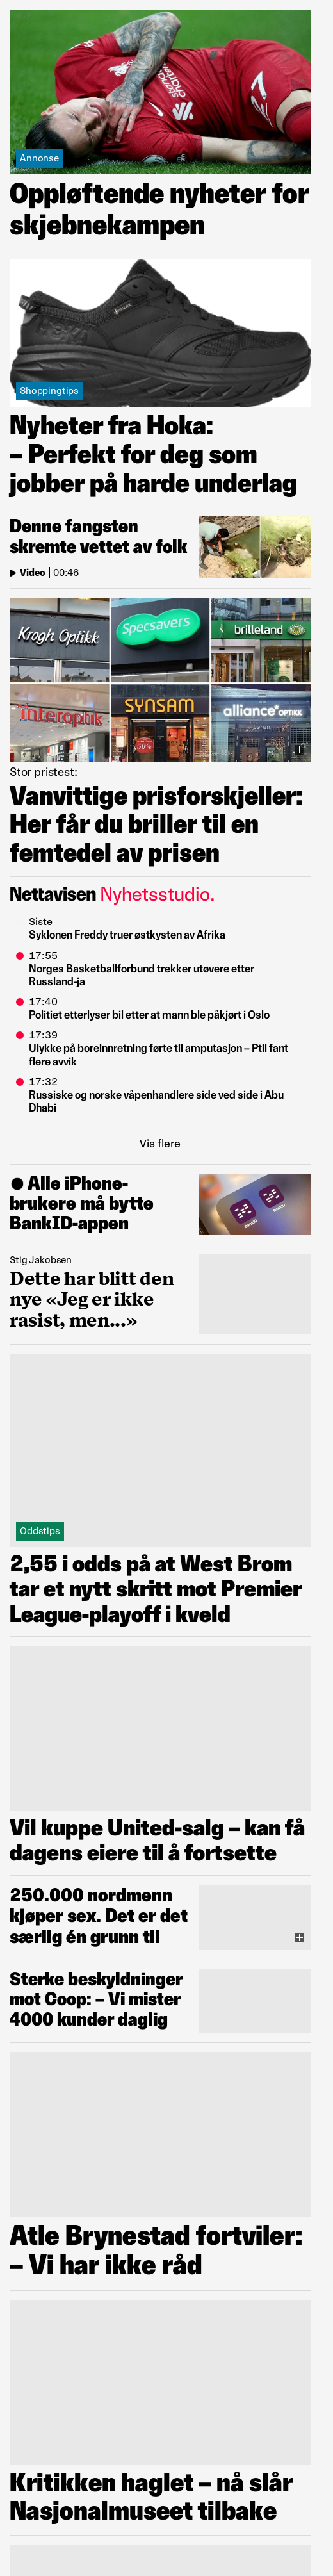 Annonse
Oppløftende nyheter for
skjebnekampen
Shoppingtips
Nyheter fra Hoka:
– Perfekt for deg som
jobber på harde underlag
Denne fangsten
skremte vettet av folk
Video | 00:46
Krogh Optikk
Specsavers
brilleland
interoptik
SYNSAM
alliance OPTIKK
Stor pristest:
Vanvittige prisforskjeller:
Her får du briller til en
femtedel av prisen
Nettavisen Nyhetsstudio.
Siste
Syklonen Freddy truer østkysten av Afrika
17:55
Norges Basketballforbund trekker utøvere etter
Russland-ja
17:40
Politiet etterlyser bil etter at mann ble påkjørt i Oslo
17:39
Ulykke på boreinnretning førte til amputasjon – Ptil fant
flere avvik
17:32
Russiske og norske våpenhandlere side ved side i Abu
Dhabi
Vis flere
● Alle iPhone-
brukere må bytte
BankID-appen
Stig Jakobsen
Dette har blitt den
nye «Jeg er ikke
rasist, men...»
Oddstips
2,55 i odds på at West Brom
tar et nytt skritt mot Premier
League-playoff i kveld
Vil kuppe United-salg – kan få
dagens eiere til å fortsette
250.000 nordmenn
kjøper sex. Det er det
særlig én grunn til
Sterke beskyldninger
mot Coop: – Vi mister
4000 kunder daglig
Atle Brynestad fortviler:
– Vi har ikke råd
Kritikken haglet – nå slår
Nasjonalmuseet tilbake